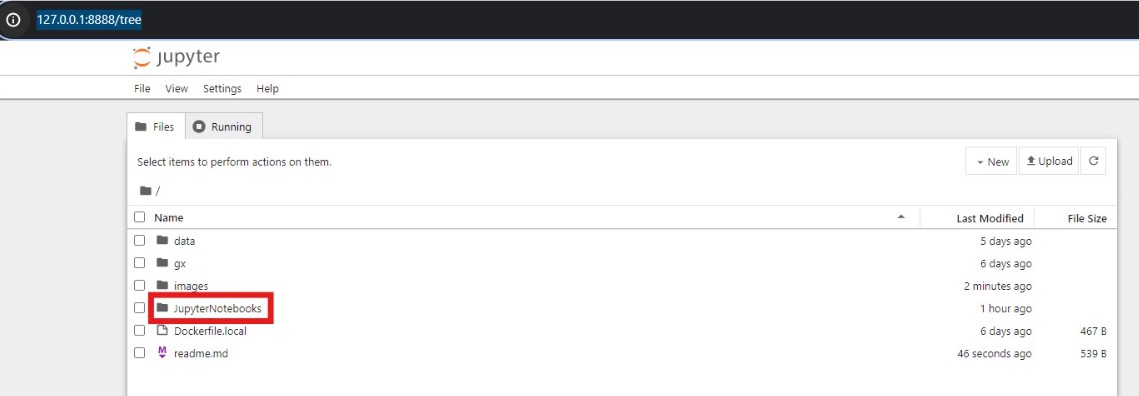 127.0.0.1:8888/tree
jupyter
File View Settings Help
Files Running
Select items to perform actions on them. New Upload
/
Name Last Modified File Size
data 5 days ago
gx 6 days ago
images 2 minutes ago
JupyterNotebooks 1 hour ago
Dockerfile.local 6 days ago 467 B
readme.md 46 seconds ago 539 B